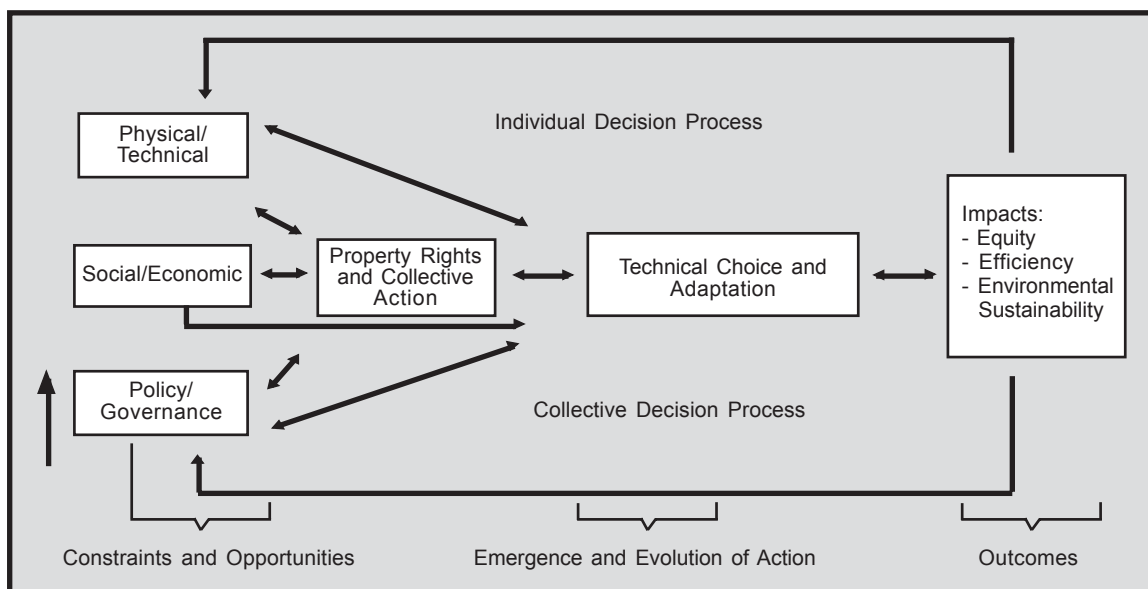 Individual Decision Process
Physical/
Technical
Social/Economic
Policy/
Governance
Property Rights
and Collective
Action
Technical Choice and
Adaptation
Impacts:
- Equity
- Efficiency
- Environmental
Sustainability
Collective Decision Process
Constraints and Opportunities
Emergence and Evolution of Action
Outcomes